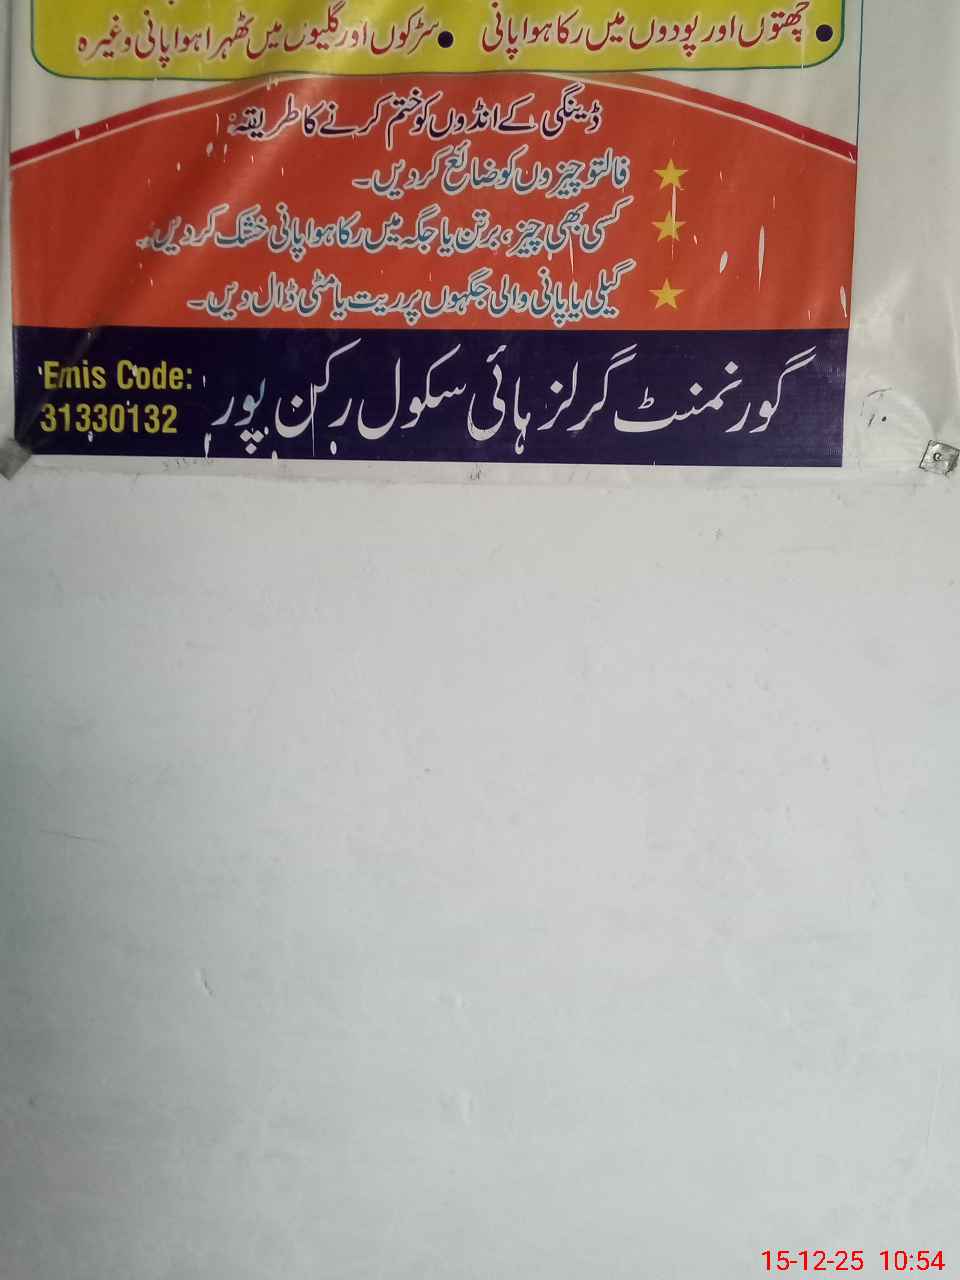 ● چھتوں اور پودوں میں رکا ہوا پانی ● سڑکوں اور گلیوں میں ٹھہرا ہوا پانی وغیرہ
ڈینگی کے انڈوں کو ختم کرنے کا طریقہ:
★ فالتو چیزوں کو ضائع کر دیں۔
★ کسی بھی چیز، برتن یا جگہ میں رکا ہوا پانی خشک کر دیں۔
★ گیلی یا پانی والی جگہوں پر ریت یا مٹی ڈال دیں۔
گورنمنٹ گرلز ہائی سکول رکن پور
Emis Code:
31330132
15-12-25 10:54